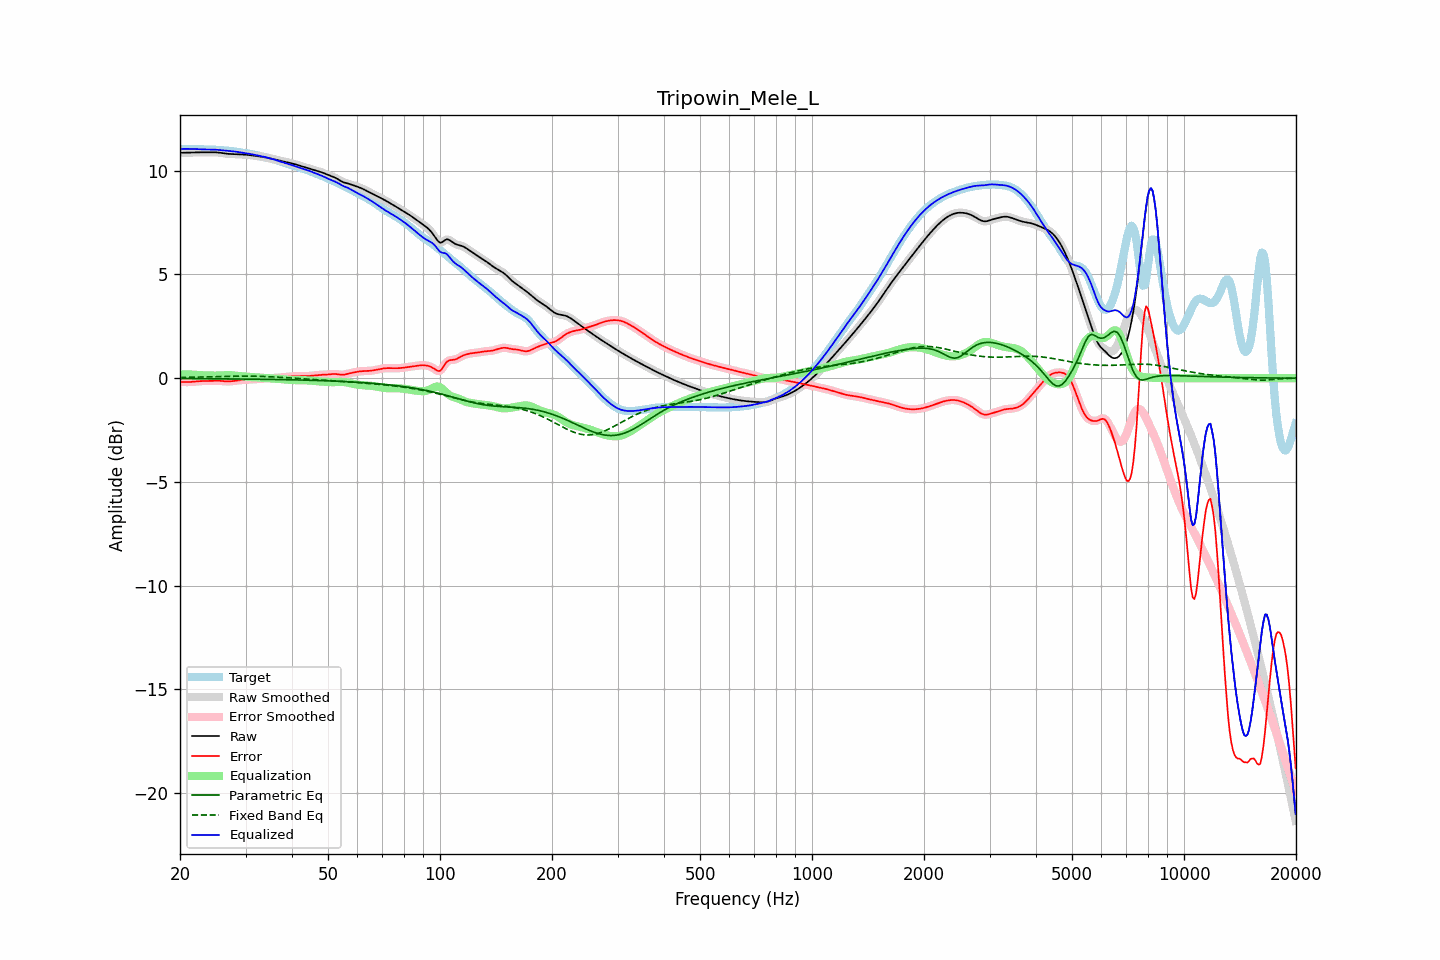 Tripowin_Mele_L
10
5
0
−5
−10
−15
−20
Amplitude (dBr)
Target
Raw Smoothed
Error Smoothed
Raw
Error
Equalization
Parametric Eq
Fixed Band Eq
Equalized
20 50 100 200 500 1000 2000 5000 10000 20000
Frequency (Hz)